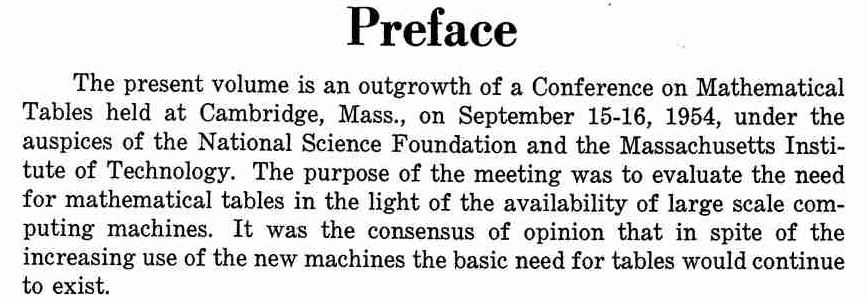 Preface
The present volume is an outgrowth of a Conference on Mathematical
Tables held at Cambridge, Mass., on September 15-16, 1954, under the
auspices of the National Science Foundation and the Massachusetts Insti-
tute of Technology. The purpose of the meeting was to evaluate the need
for mathematical tables in the light of the availability of large scale com-
puting machines. It was the consensus of opinion that in spite of the
increasing use of the new machines the basic need for tables would continue
to exist.